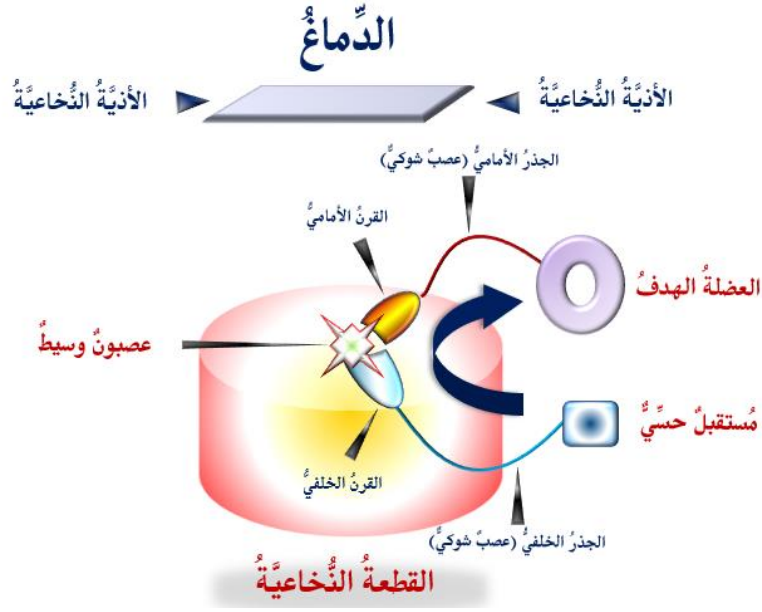 الدِّماغُ
الأذيَّةُ النُّخاعيَّةُ
الأذيَّةُ النُّخاعيَّةُ
الجذرُ الأماميُّ (عصبٌ شوكيٌّ)
القرنُ الأماميُّ
العضلةُ الهدفُ
عصبونٌ وسيطٌ
مُستقبلٌ حسِّيٌّ
القرنُ الخلفيُّ
الجذرُ الخلفيُّ (عصبٌ شوكيٌّ)
القطعةُ النُّخاعيَّةُ